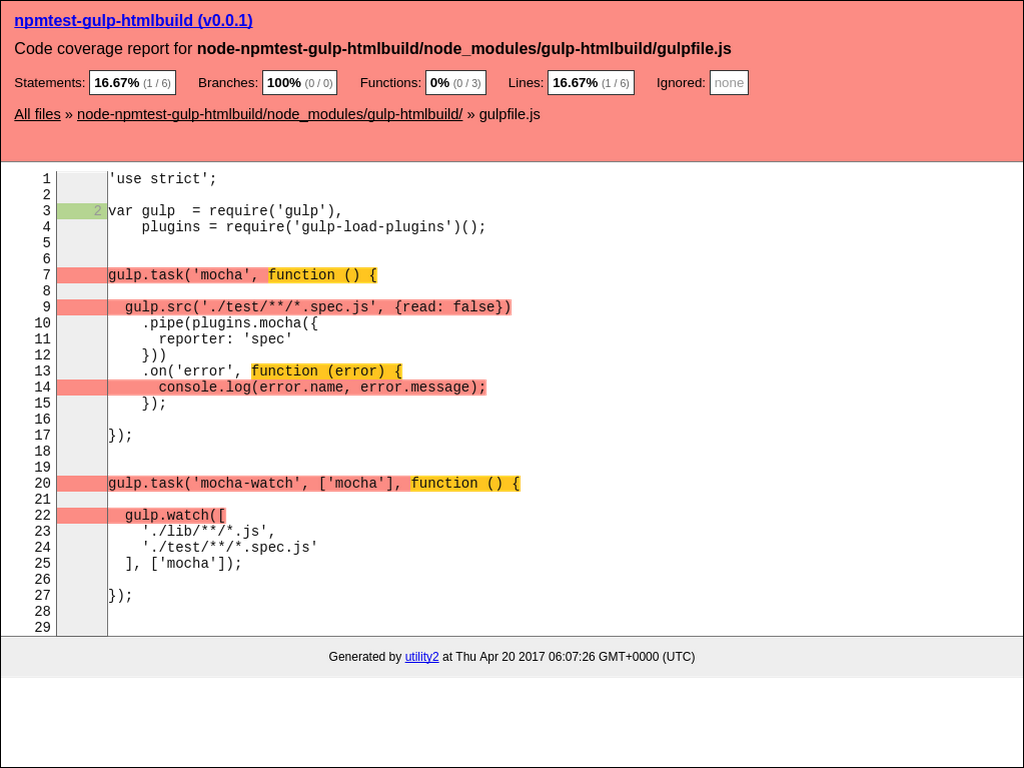 npmtest-gulp-htmlbuild (v0.0.1)
Code coverage report for node-npmtest-gulp-htmlbuild/node_modules/gulp-htmlbuild/gulpfile.js
Statements: 16.67% (1 / 6) Branches: 100% (0 / 0) Functions: 0% (0 / 3) Lines: 16.67% (1 / 6) Ignored: none
All files » node-npmtest-gulp-htmlbuild/node_modules/gulp-htmlbuild/ » gulpfile.js
1 'use strict';
2
3 2 var gulp  = require('gulp'),
4     plugins = require('gulp-load-plugins')();
5
6
7 gulp.task('mocha', function () {
8
9   gulp.src('./test/**/*.spec.js', {read: false})
10     .pipe(plugins.mocha({
11       reporter: 'spec'
12     }))
13     .on('error', function (error) {
14       console.log(error.name, error.message);
15     });
16
17 });
18
19
20 gulp.task('mocha-watch', ['mocha'], function () {
21
22   gulp.watch([
23     './lib/**/*.js',
24     './test/**/*.spec.js'
25   ], ['mocha']);
26
27 });
28
29
Generated by utility2 at Thu Apr 20 2017 06:07:26 GMT+0000 (UTC)